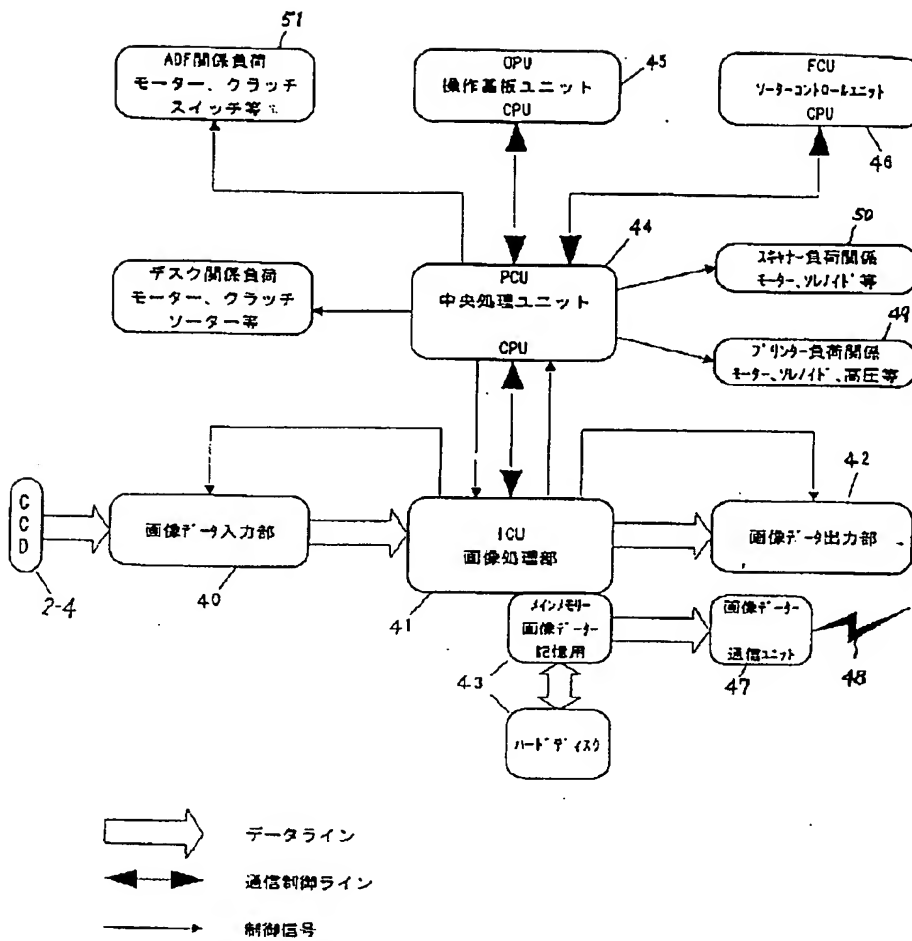 51
ADF関係負荷
モーター、クラッチ
スイッチ等
OPU
操作基板ユニット
CPU
45
FCU
ソーターコントロールユニット
CPU
46
デスク関係負荷
モーター、クラッチ
ソーター等
44
PCU
中央処理ユニット
CPU
50
スキャナー負荷関係
モーター、ソレノイド等
49
プリンター負荷関係
モーター、ソレノイド、高圧等
CCD
2-4
画像データ入力部
40
ICU
画像処理部
41
42
画像データ出力部
メインメモリー
画像データー
記憶用
43
画像データー
通信ユニット
47
48
ハードディスク
データライン
通信制御ライン
制御信号